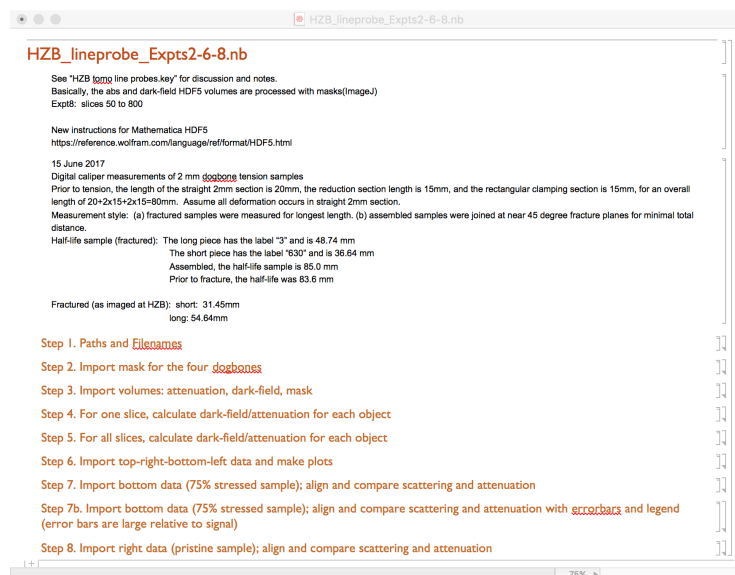 HZB_lineprobe_Expts2-6-8.nb
HZB_lineprobe_Expts2-6-8.nb
See "HZB tomo line probes.key" for discussion and notes.
Basically, the abs and dark-field HDF5 volumes are processed with masks(ImageJ)
Expt8: slices 50 to 800
New instructions for Mathematica HDF5
https://reference.wolfram.com/language/ref/format/HDF5.html
15 June 2017
Digital caliper measurements of 2 mm dogbone tension samples
Prior to tension, the length of the straight 2mm section is 20mm, the reduction section length is 15mm, and the rectangular clamping section is 15mm, for an overall
length of 20+2x15+2x15=80mm. Assume all deformation occurs in straight 2mm section.
Measurement style: (a) fractured samples were measured for longest length. (b) assembled samples were joined at near 45 degree fracture planes for minimal total
distance.
Half-life sample (fractured): The long piece has the label "3" and is 48.74 mm
The short piece has the label "630" and is 36.64 mm
Assembled, the half-life sample is 85.0 mm
Prior to fracture, the half-life was 83.6 mm
Fractured (as imaged at HZB): short: 31.45mm
long: 54.64mm
Step 1. Paths and Filenames
Step 2. Import mask for the four dogbones
Step 3. Import volumes: attenuation, dark-field, mask
Step 4. For one slice, calculate dark-field/attenuation for each object
Step 5. For all slices, calculate dark-field/attenuation for each object
Step 6. Import top-right-bottom-left data and make plots
Step 7. Import bottom data (75% stressed sample); align and compare scattering and attenuation
Step 7b. Import bottom data (75% stressed sample); align and compare scattering and attenuation with errorbars and legend
(error bars are large relative to signal)
Step 8. Import right data (pristine sample); align and compare scattering and attenuation
75%